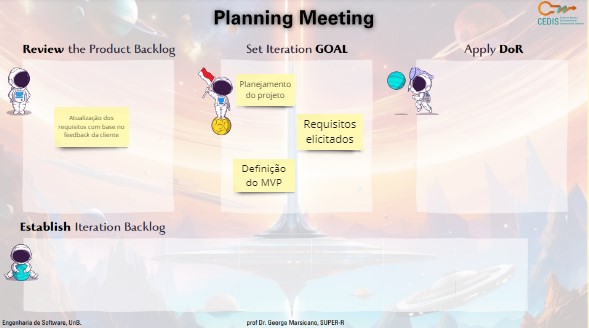 Planning Meeting
CEDIS
Review the Product Backlog
Set Iteration GOAL
Apply DoR
Planejamento
do projeto
Atualização dos
requisitos com base no
feedback da cliente
Requisitos
elicitados
Definição
do MVP
Establish Iteration Backlog
Engenharia de Software, UnB.
prof Dr. George Marsicano, SUPER-R